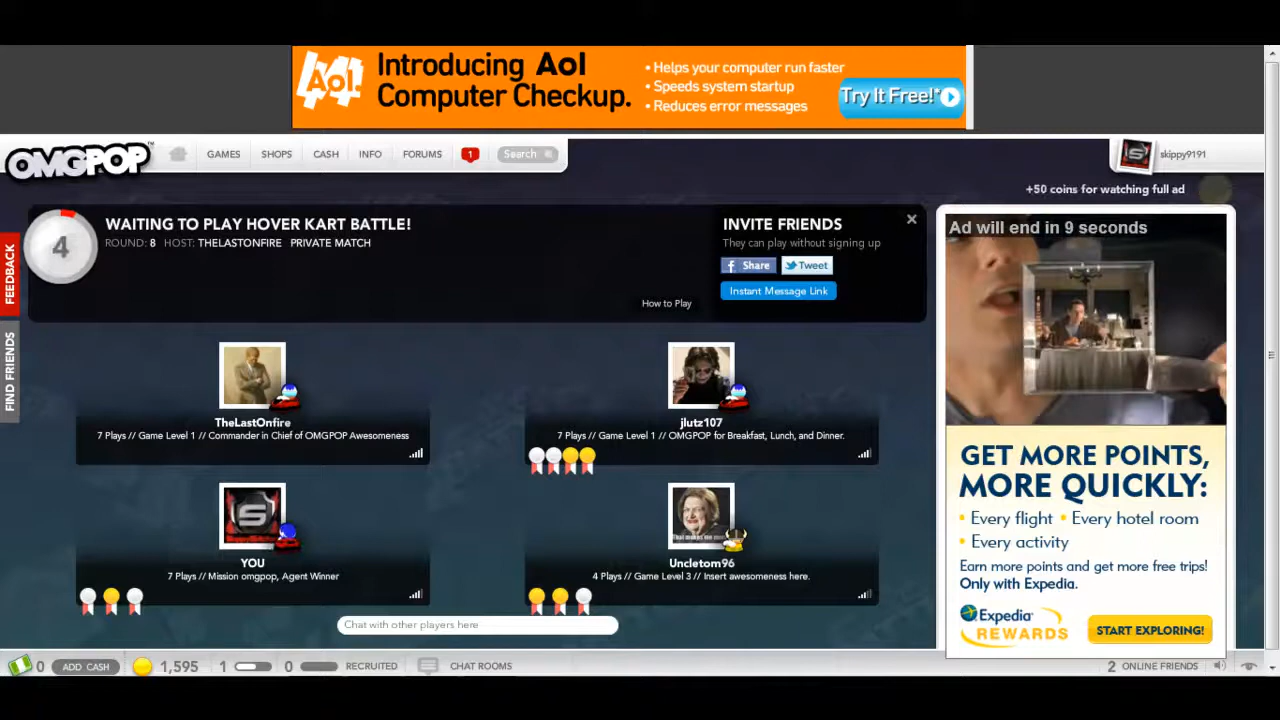 Aol.
Introducing Aol
Computer Checkup.
• Helps your computer run faster
• Speeds system startup
• Reduces error messages
Try It Free!*
OMGPOP™
GAMES SHOPS CASH INFO FORUMS 1 Search
skippy9191
+50 coins for watching full ad
FEEDBACK
FIND FRIENDS
4
WAITING TO PLAY HOVER KART BATTLE!
ROUND: 8 HOST: THELASTONFIRE PRIVATE MATCH
How to Play
INVITE FRIENDS
They can play without signing up
f Share Tweet
Instant Message Link
TheLastOnfire
7 Plays // Game Level 1 // Commander in Chief of OMGPOP Awesomeness
jlutz107
7 Plays // Game Level 1 // OMGPOP for Breakfast, Lunch, and Dinner.
S
YOU
7 Plays // Mission omgpop, Agent Winner
Uncletom96
4 Plays // Game Level 3 // Insert awesomeness here.
Chat with other players here
Ad will end in 9 seconds
GET MORE POINTS,
MORE QUICKLY:
• Every flight • Every hotel room
• Every activity
Earn more points and get more free trips!
Only with Expedia.
Expedia
REWARDS
START EXPLORING!
0 ADD CASH 1,595 1 0 RECRUITED CHAT ROOMS 2 ONLINE FRIENDS